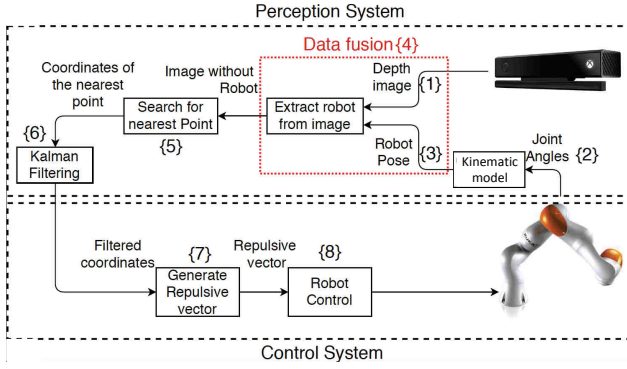 Perception System
Data fusion{4}
Coordinates of
the nearest
point
Image without
Robot
Depth
image
{1}
Search for
nearest Point
{5}
Extract robot
from image
{6}
Kalman
Filtering
Robot
Pose
{3}
Kinematic
model
Joint
Angles
{2}
Filtered
coordinates
{7}
Generate
Repulsive
vector
Repulsive
vector
{8}
Robot
Control
Control System